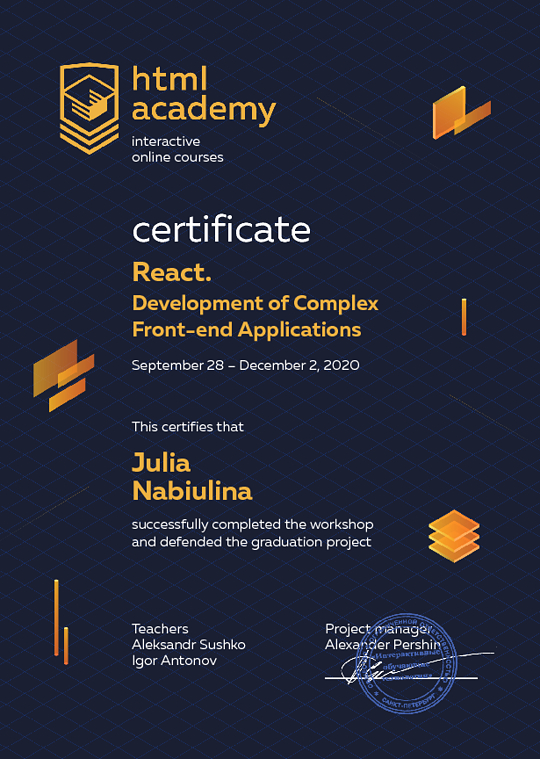 html
academy
interactive
online courses
certificate
React.
Development of Complex
Front-end Applications
September 28 – December 2, 2020
This certifies that
Julia
Nabiulina
successfully completed the workshop
and defended the graduation project
Teachers
Aleksandr Sushko
Igor Antonov
Project manager
Alexander Pershin
Интерактивные
обучающие
САНКТ-ПЕТЕРБУРГ